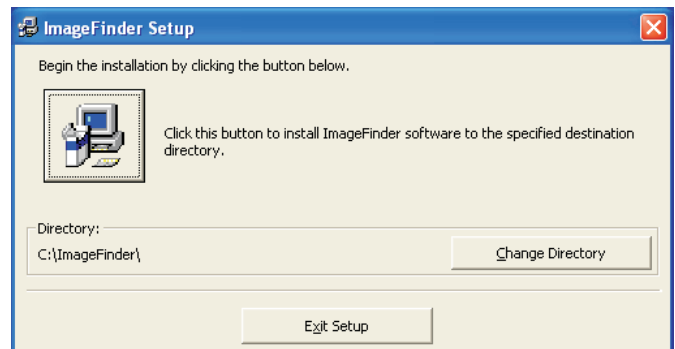 ImageFinder Setup
Begin the installation by clicking the button below.
Click this button to install ImageFinder software to the specified destination
directory.
Directory:
C:\ImageFinder\
Change Directory
Exit Setup